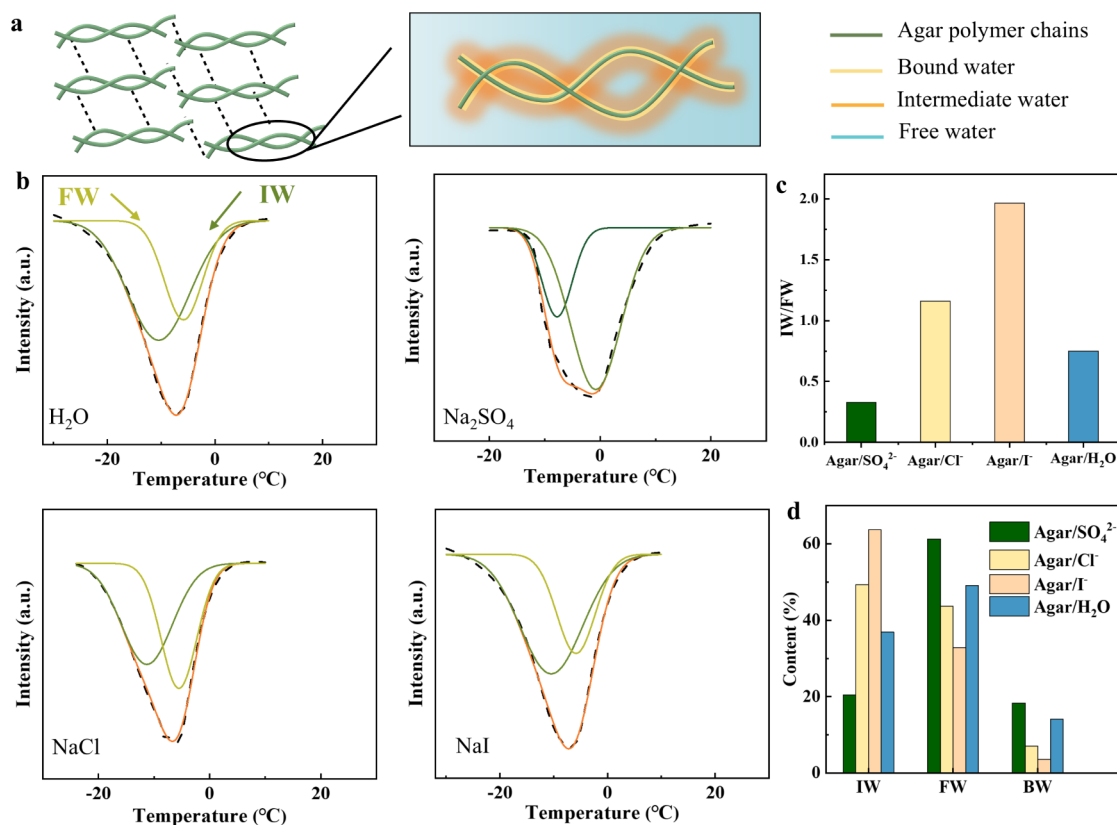 a
Agar polymer chains
Bound water
Intermediate water
Free water
b
FW
IW
Intensity (a.u.)
H₂O
-20
0
20
Temperature (℃)
Intensity (a.u.)
Na₂SO₄
-20
0
20
Temperature (℃)
c
IW/FW
2.0
1.5
1.0
0.5
0.0
Agar/SO₄²⁻
Agar/Cl⁻
Agar/I⁻
Agar/H₂O
Intensity (a.u.)
NaCl
-20
0
20
Temperature (℃)
Intensity (a.u.)
NaI
-20
0
20
Temperature (℃)
d
Content (%)
60
40
20
0
Agar/SO₄²⁻
Agar/Cl⁻
Agar/I⁻
Agar/H₂O
IW
FW
BW